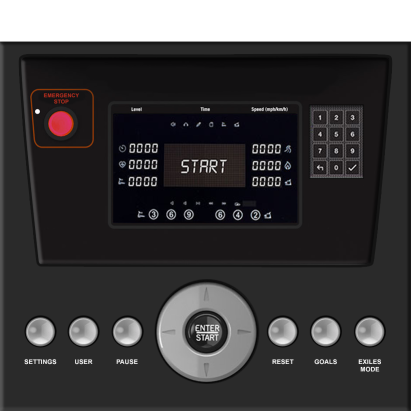 EMERGENCY
STOP
Level Time Speed (mph/km/h)
0000 0000
0000 START 0000
0000 0000
3 6 9 6 4 2
1 2 3
4 5 6
7 8 9
0
ENTER
START
SETTINGS USER PAUSE RESET GOALS EXILES
MODE